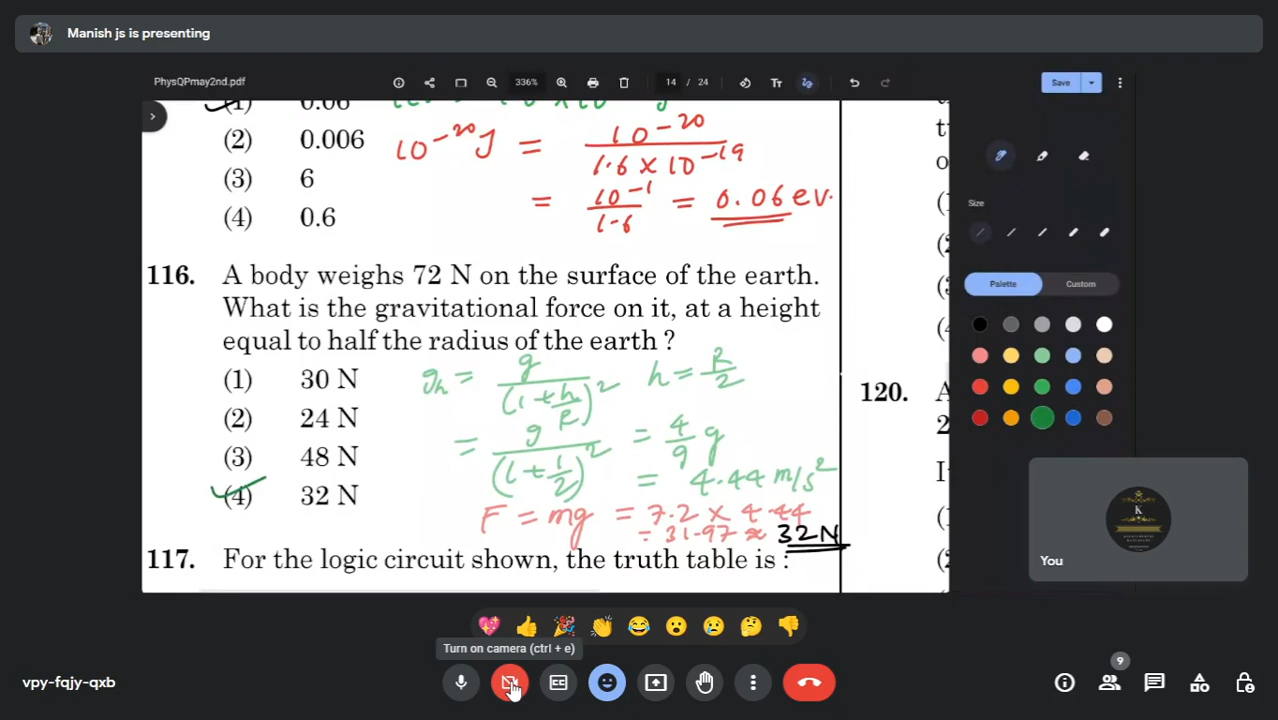 Manish js is presenting
PhysQPmay2nd.pdf
336%
14 / 24
Save
(1) 0.06
(2) 0.006
(3) 6
(4) 0.6
10⁻²⁰J = 10⁻²⁰ / 1.6 × 10⁻¹⁹
= 10⁻¹ / 1.6 = 0.06 ev.
116. A body weighs 72 N on the surface of the earth.
What is the gravitational force on it, at a height
equal to half the radius of the earth ?
(1) 30 N
(2) 24 N
(3) 48 N
(4) 32 N
gh = g / (1 + h/R)² h = R/2
= g / (1 + 1/2)² = 4/9 g
= 4.44 m/s²
F = mg = 7.2 × 4.44
= 31.97 ≈ 32N
117. For the logic circuit shown, the truth table is :
120.
Size
Palette
Custom
K
You
Turn on camera (ctrl + e)
vpy-fqjy-qxb
9